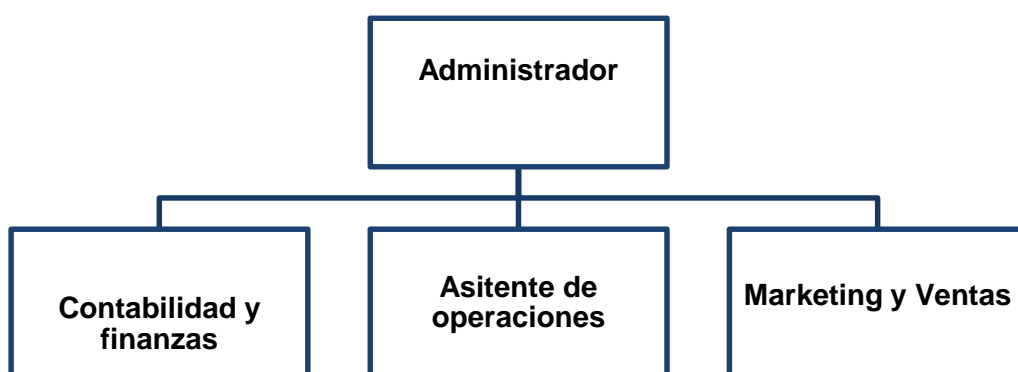 Administrador
Contabilidad y
finanzas
Asitente de
operaciones
Marketing y Ventas